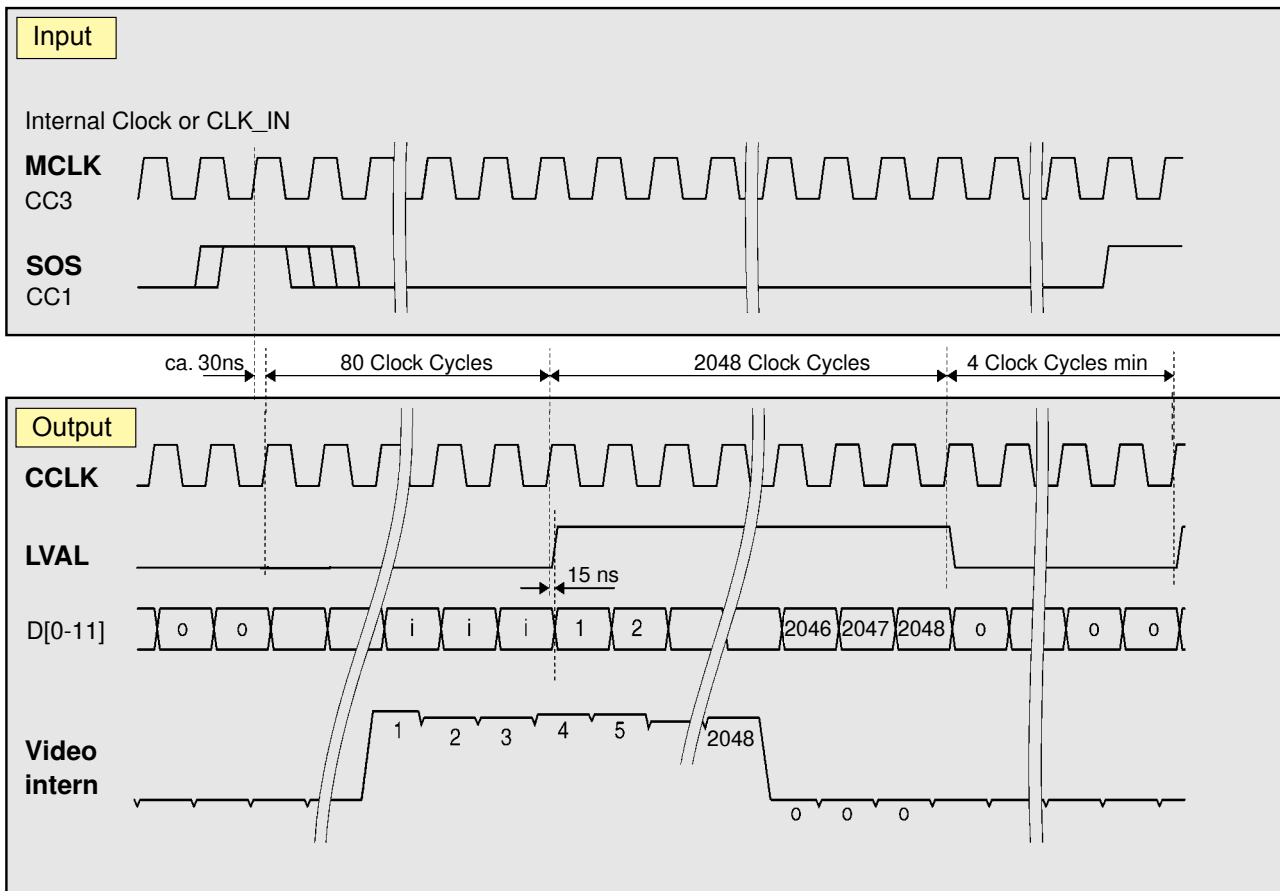 Input
Internal Clock or CLK_IN
MCLK
CC3
SOS
CC1
ca. 30ns 80 Clock Cycles 2048 Clock Cycles 4 Clock Cycles min
Output
CCLK
LVAL
15 ns
D[0-11] o o i i i 1 2 2046 2047 2048 o o o
1 2 3 4 5 2048
Video
intern
o o o